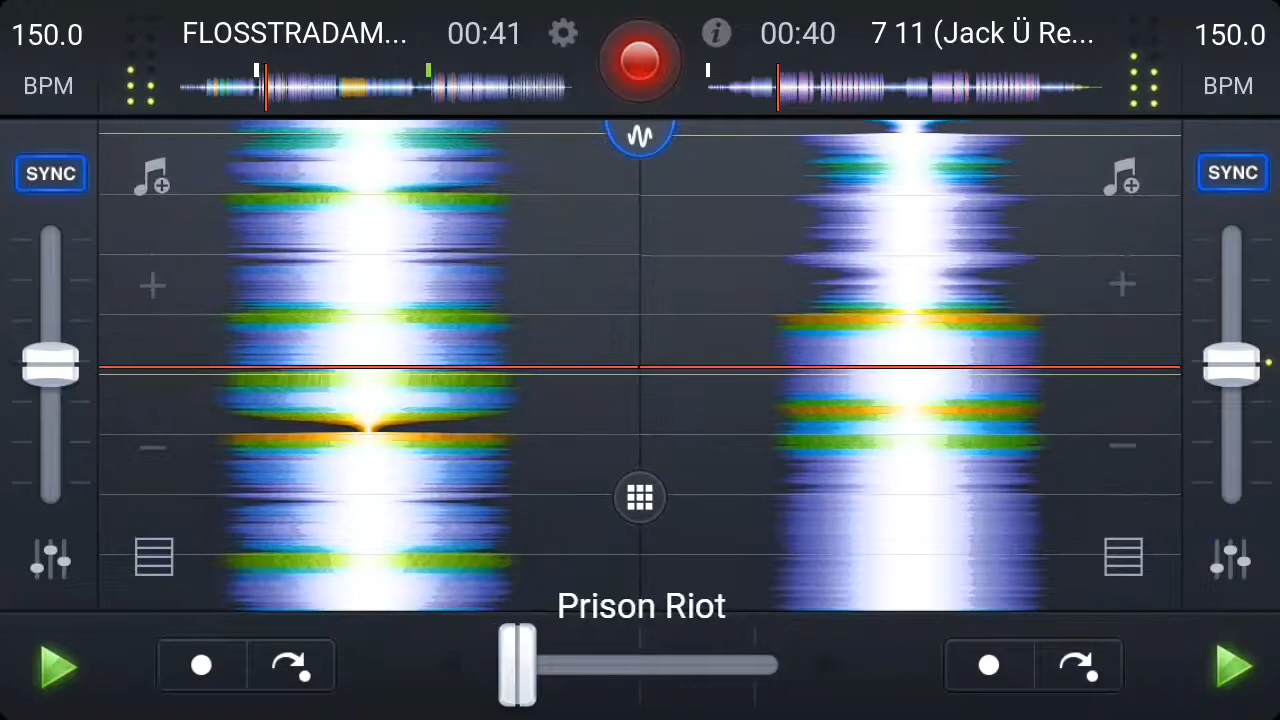 150.0
FLOSSTRADAM...
00:41
00:40
7 11 (Jack Ü Re...
150.0
BPM
BPM
SYNC
SYNC
Prison Riot